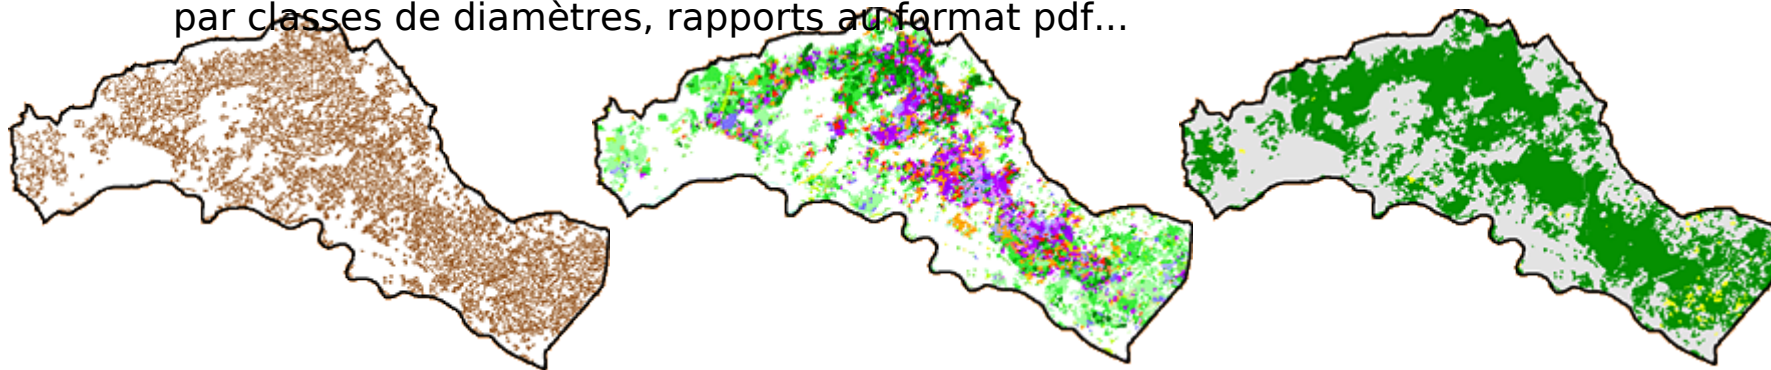 par classes de diamètres, rapports au format pdf...